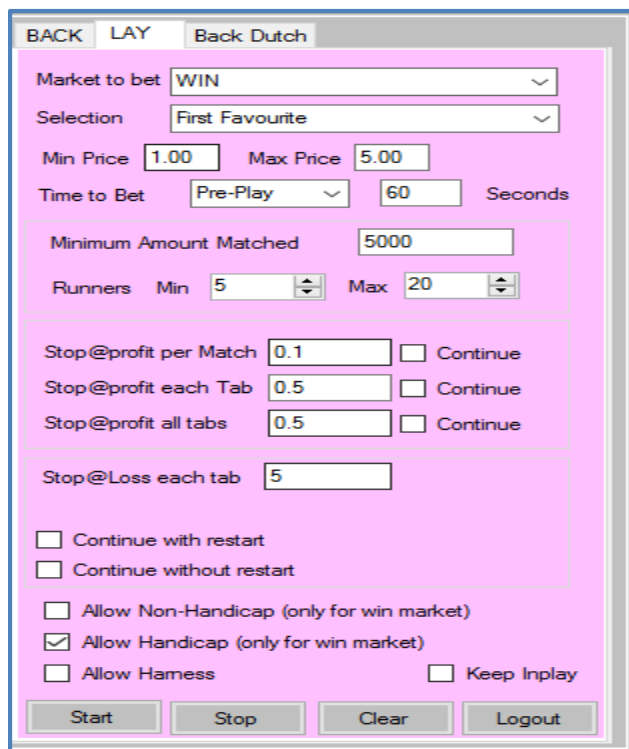 BACK LAY Back Dutch
Market to bet WIN
Selection First Favourite
Min Price 1.00 Max Price 5.00
Time to Bet Pre-Play 60 Seconds
Minimum Amount Matched 5000
Runners Min 5 Max 20
Stop@profit per Match 0.1 Continue
Stop@profit each Tab 0.5 Continue
Stop@profit all tabs 0.5 Continue
Stop@Loss each tab 5
Continue with restart
Continue without restart
Allow Non-Handicap (only for win market)
Allow Handicap (only for win market)
Allow Harness Keep Inplay
Start Stop Clear Logout